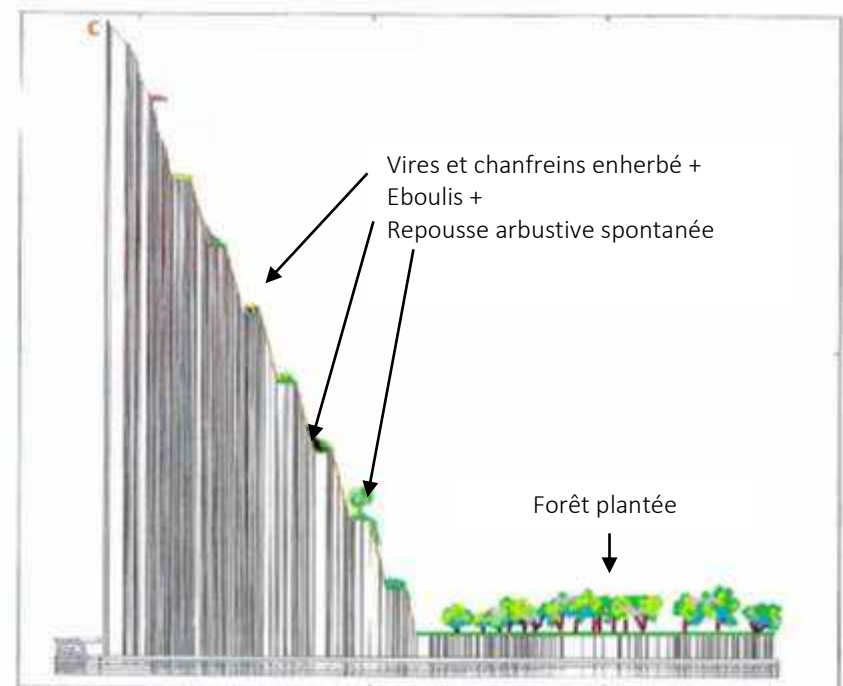 C
Vires et chanfreins enherbé +
Eboulis +
Repousse arbustive spontanée
Forêt plantée